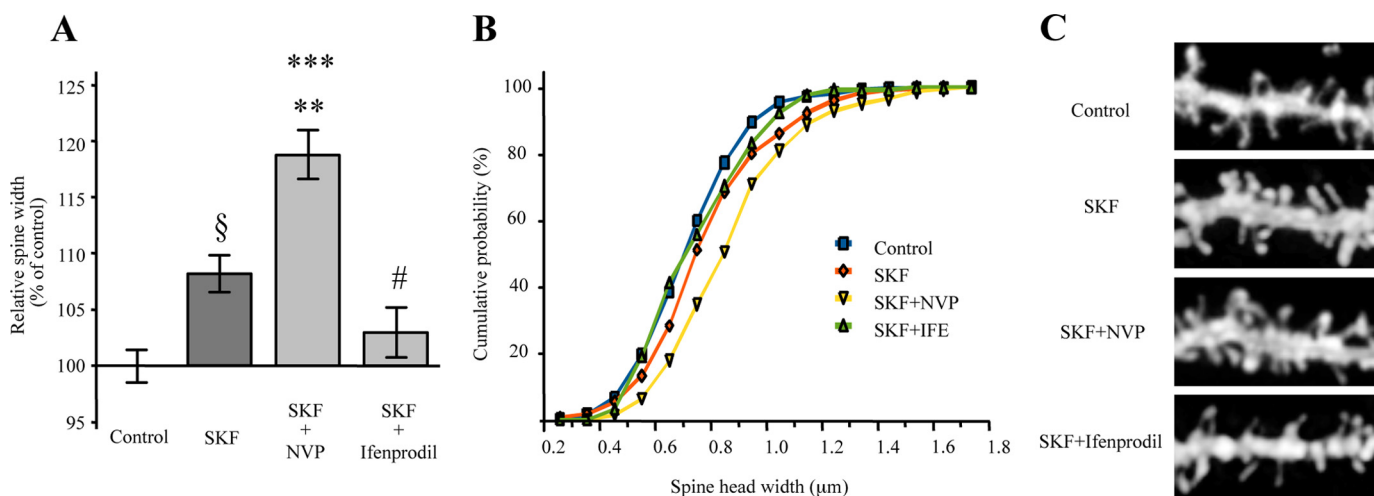 A
Relative spine width
(% of control)
125
120
115
110
105
100
95
***
**
§
#
Control
SKF
SKF
+
NVP
SKF
+
Ifenprodil
B
Cumulative probability (%)
100
80
60
40
20
0.2
0.4
0.6
0.8
1.0
1.2
1.4
1.6
1.8
Spine head width (μm)
Control
SKF
SKF+NVP
SKF+IFE
C
Control
SKF
SKF+NVP
SKF+Ifenprodil